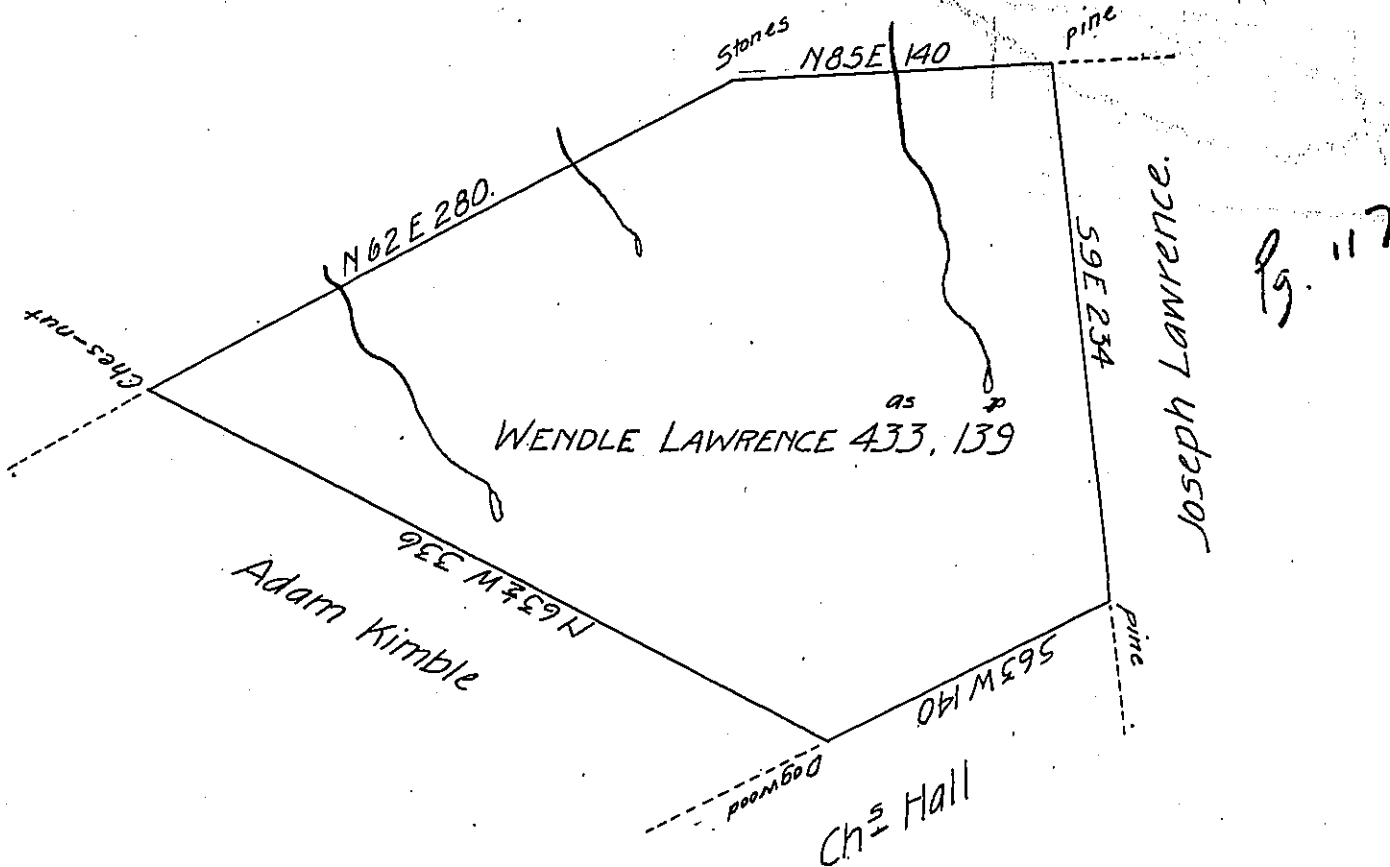 Stones
N85E 140
pine
N62E 280.
Ches-nut
S9E 234
Joseph Lawrence.
Pg. 117
as p
WENDLE LAWRENCE 433, 139
N63½W 336
Adam Kimble
pine
S63W 140
Dogwood
Chs Hall